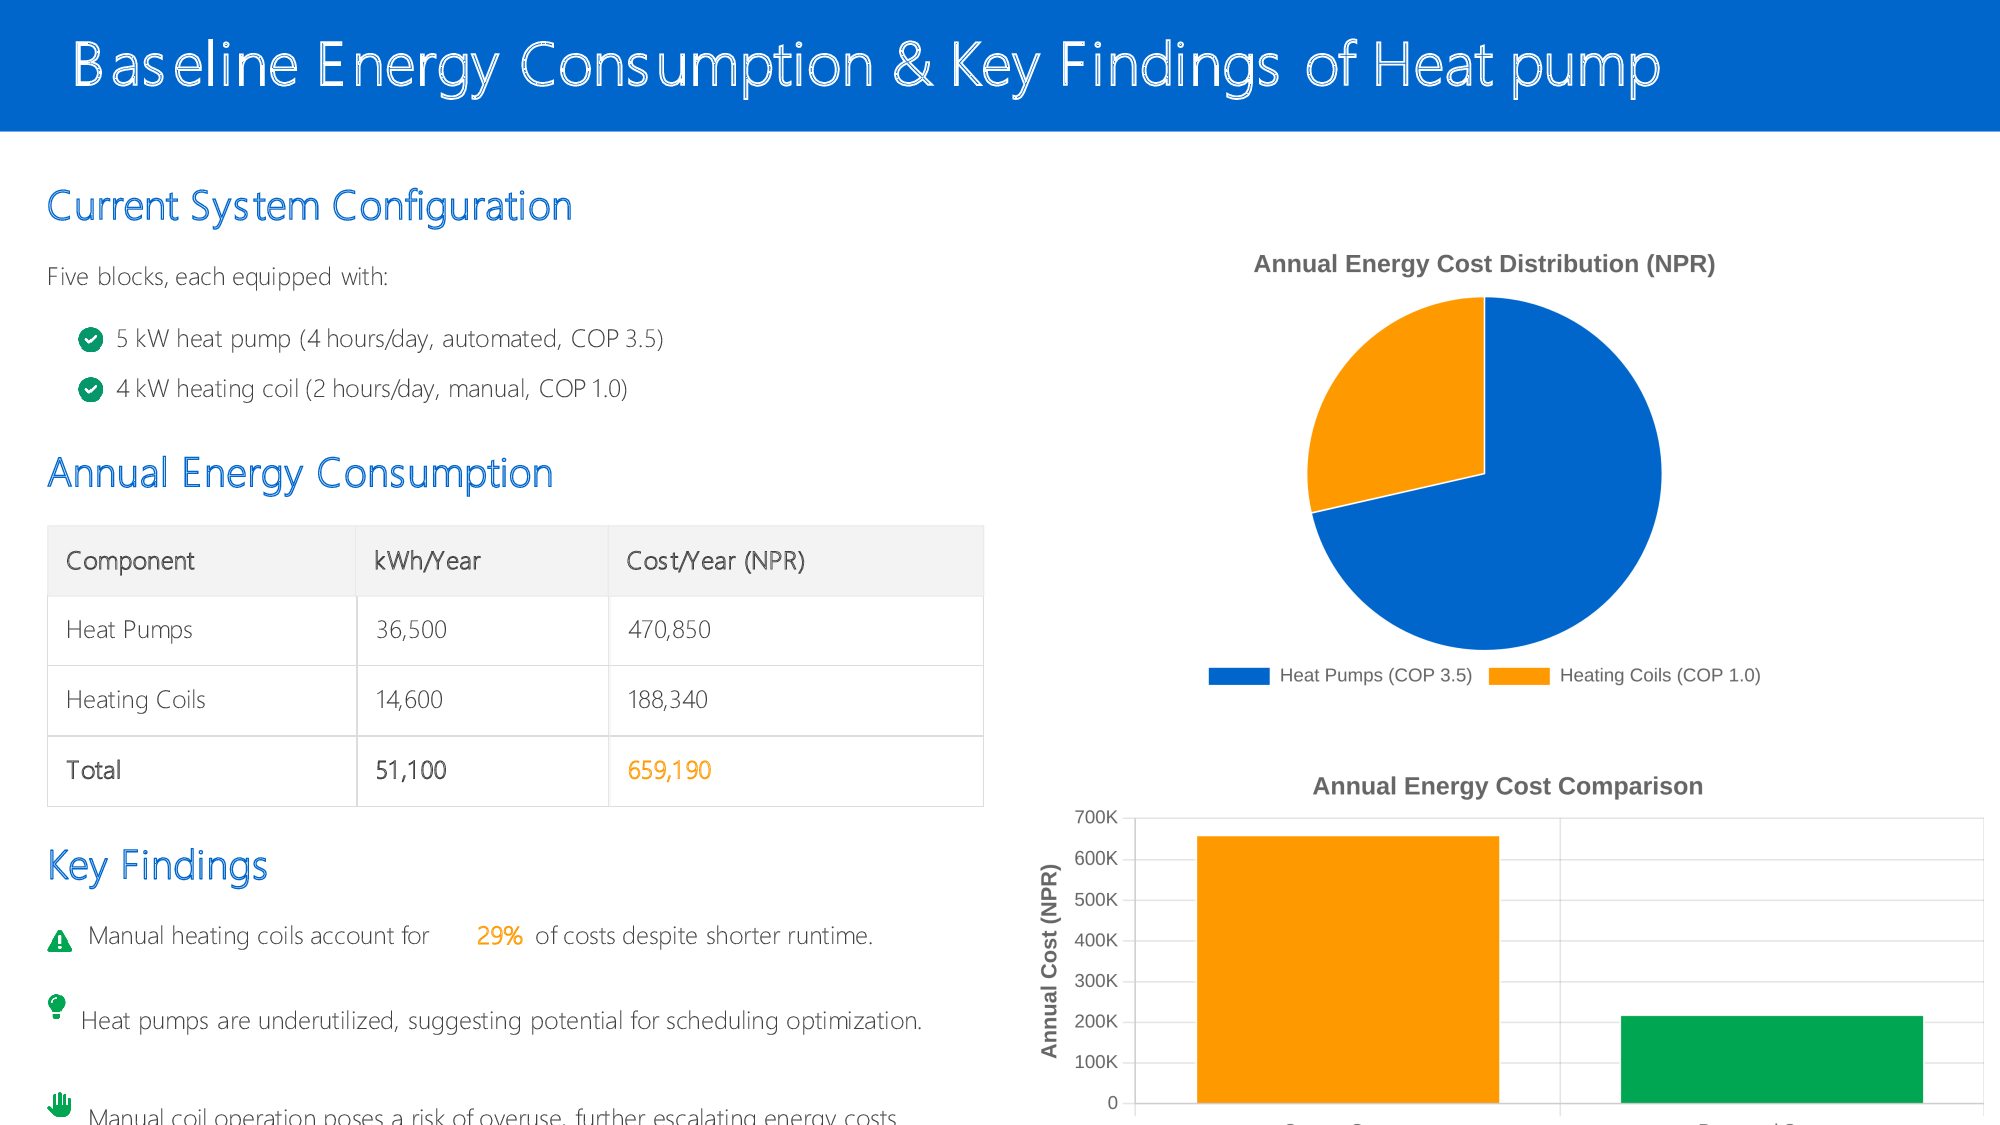 Baseline Energy Consumption & Key Findings of Heat pump
Current System Configuration
Five blocks, each equipped with:
5 kW heat pump (4 hours/day, automated, COP 3.5)
4 kW heating coil (2 hours/day, manual, COP 1.0)
Annual Energy Consumption
Component kWh/Year Cost/Year (NPR)
Heat Pumps 36,500 470,850
Heating Coils 14,600 188,340
Total 51,100 659,190
Key Findings
Manual heating coils account for 29% of costs despite shorter runtime.
Heat pumps are underutilized, suggesting potential for scheduling optimization.
Manual coil operation poses a risk of overuse, further escalating energy costs
Annual Energy Cost Distribution (NPR)
Heat Pumps (COP 3.5) Heating Coils (COP 1.0)
Annual Energy Cost Comparison
Annual Cost (NPR)
700K
600K
500K
400K
300K
200K
100K
0